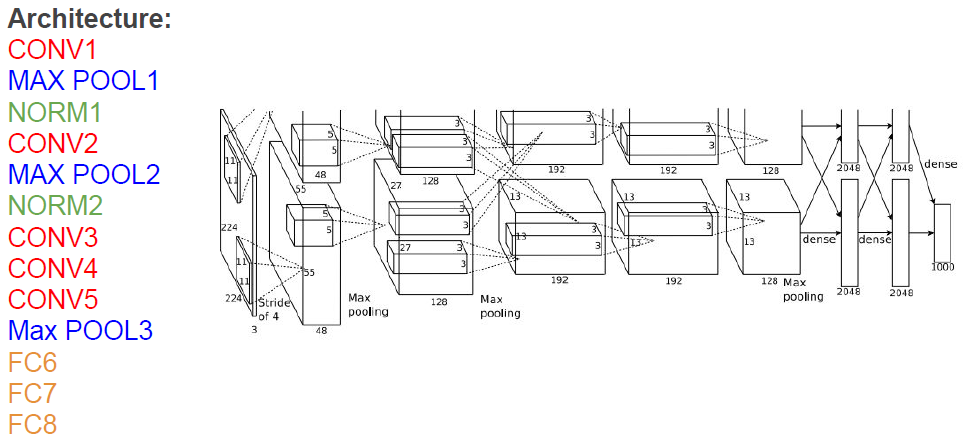 Architecture:
CONV1
MAX POOL1
NORM1
CONV2
MAX POOL2
NORM2
CONV3
CONV4
CONV5
Max POOL3
FC6
FC7
FC8
11
11
224
11
11
224
3
Stride
of 4
55
5
5
48
5
5
55
48
Max
pooling
27
3
3
128
3
3
27
3
3
128
Max
pooling
3
3
192
13
3
3
13
192
3
3
192
13
3
3
13
192
128
13
13
128
Max
pooling
dense
dense
2048
2048
2048
2048
dense
1000